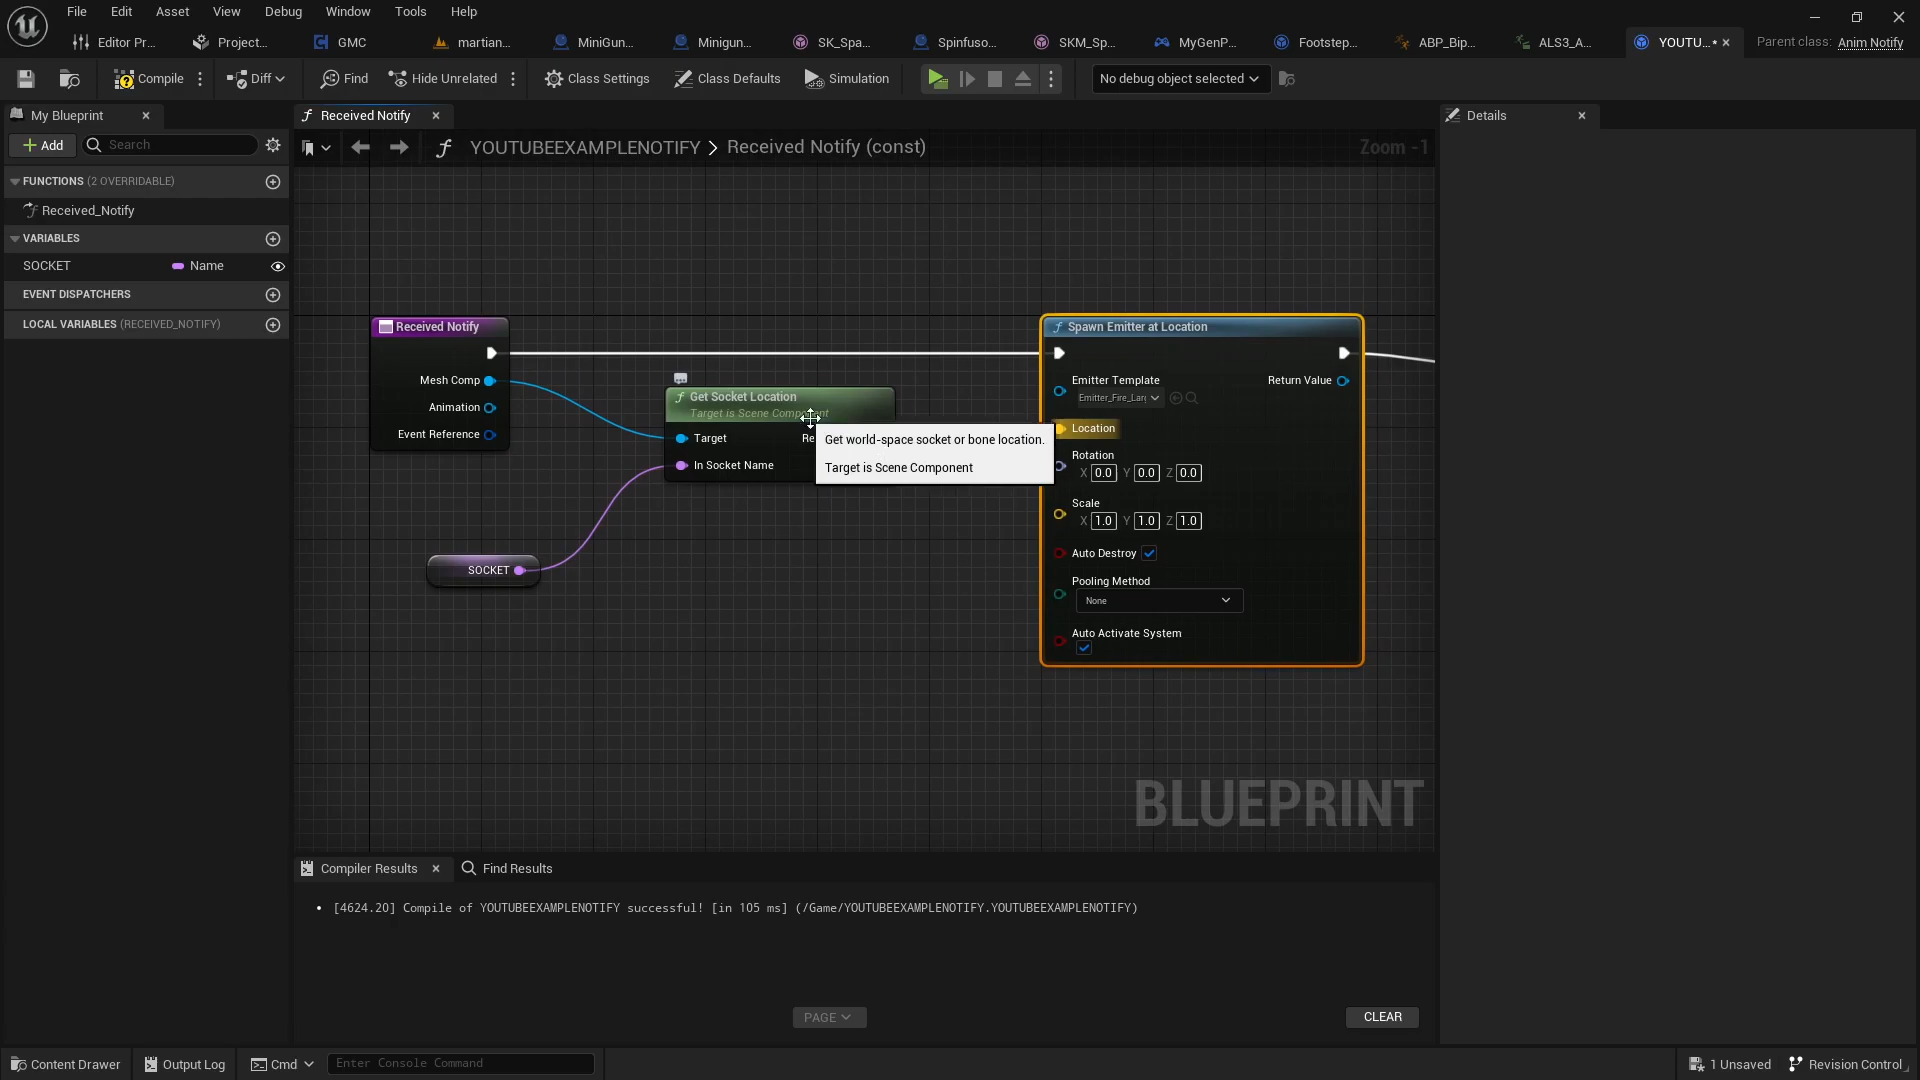 File Edit Asset View Debug Window Tools Help
Editor Pr... Project... GMC martian... MiniGun... Minigun... SK_Spa... Spinfuso... SKM_Sp... MyGenP... Footstep... ABP_Bip... ALS3_A... YOUTU...* Parent class: Anim Notify
Compile Diff Find Hide Unrelated Class Settings Class Defaults Simulation No debug object selected
My Blueprint
Received Notify
Details
Add Search
YOUTUBEEXAMPLENOTIFY > Received Notify (const) Zoom -1
FUNCTIONS (2 OVERRIDABLE)
Received_Notify
VARIABLES
SOCKET Name
EVENT DISPATCHERS
LOCAL VARIABLES (RECEIVED_NOTIFY)
Received Notify
Mesh Comp
Animation
Event Reference
Get Socket Location
Target is Scene Component
Target Re
In Socket Name
Get world-space socket or bone location.
Target is Scene Component
SOCKET
Spawn Emitter at Location
Emitter Template Return Value
Emitter_Fire_Larg
Location
Rotation
X 0.0 Y 0.0 Z 0.0
Scale
X 1.0 Y 1.0 Z 1.0
Auto Destroy
Pooling Method
None
Auto Activate System
BLUEPRINT
Compiler Results Find Results
[4624.20] Compile of YOUTUBEEXAMPLENOTIFY successful! [in 105 ms] (/Game/YOUTUBEEXAMPLENOTIFY.YOUTUBEEXAMPLENOTIFY)
PAGE CLEAR
Content Drawer Output Log Cmd Enter Console Command 1 Unsaved Revision Control